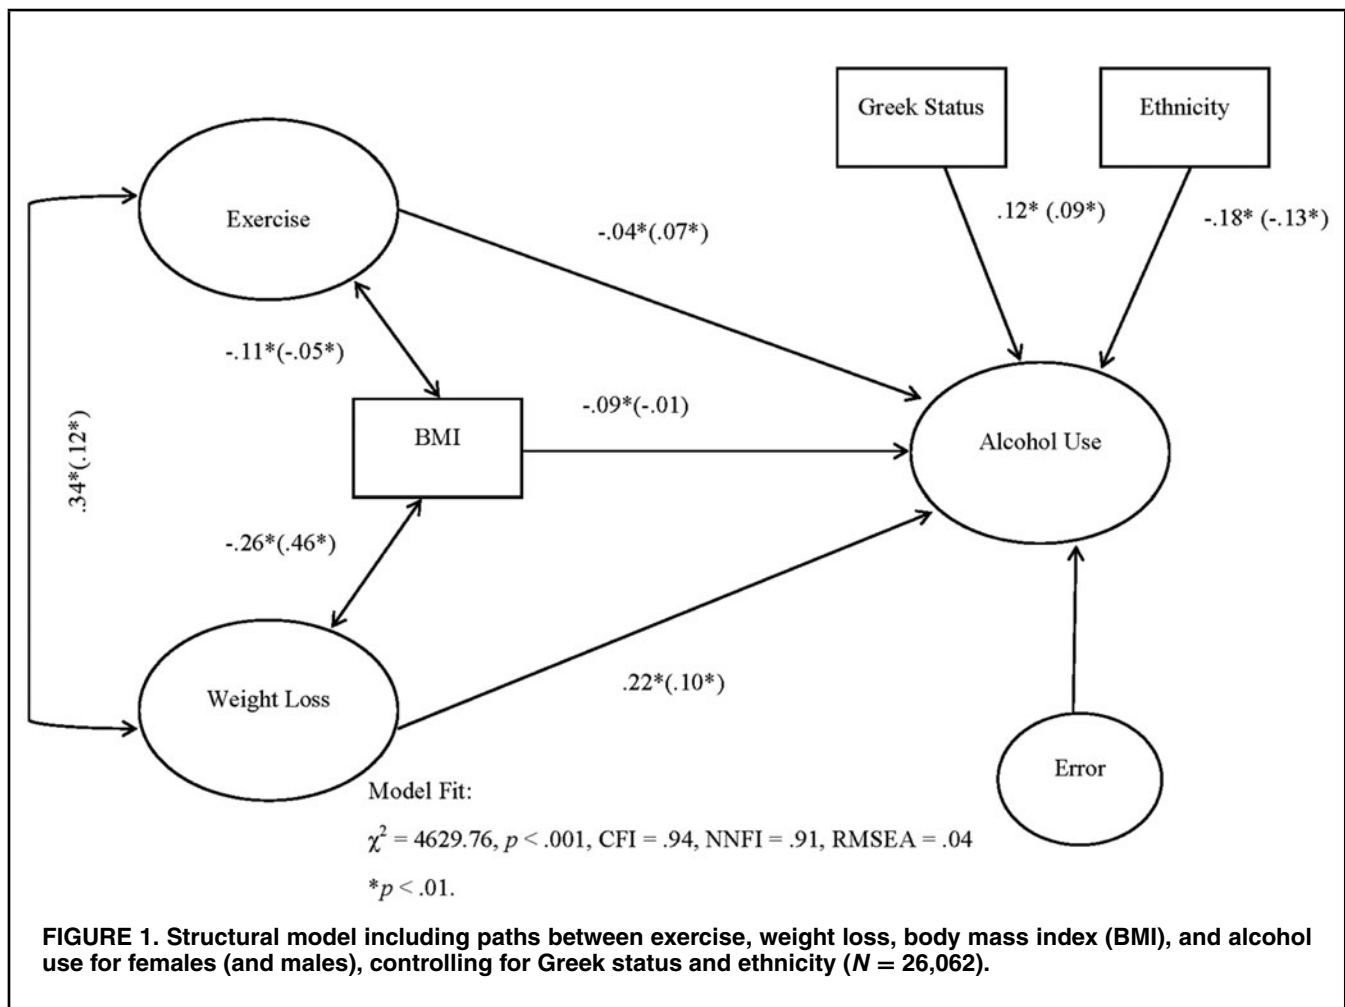 Greek Status
Ethnicity
Exercise
-.04*(.07*)
.12* (.09*)
-.18* (-.13*)
-.11*(-.05*)
BMI
-.09*(-.01)
Alcohol Use
.34*(.12*)
-.26*(.46*)
Weight Loss
.22*(.10*)
Error
Model Fit:
χ² = 4629.76, p < .001, CFI = .94, NNFI = .91, RMSEA = .04
*p < .01.
FIGURE 1. Structural model including paths between exercise, weight loss, body mass index (BMI), and alcohol
use for females (and males), controlling for Greek status and ethnicity (N = 26,062).